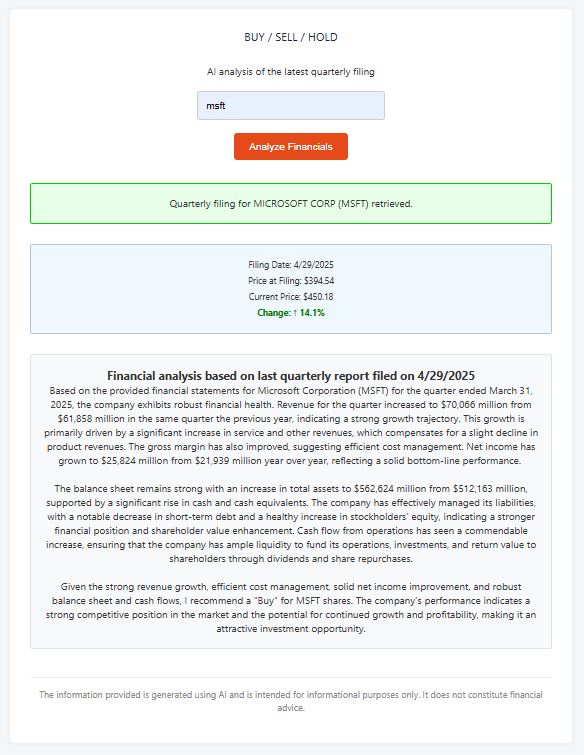 BUY / SELL / HOLD
AI analysis of the latest quarterly filing
msft
Analyze Financials
Quarterly filing for MICROSOFT CORP (MSFT) retrieved.
Filing Date: 4/29/2025
Price at Filing: $394.54
Current Price: $450.18
Change: ↑ 14.1%
Financial analysis based on last quarterly report filed on 4/29/2025
Based on the provided financial statements for Microsoft Corporation (MSFT) for the quarter ended March 31,
2025, the company exhibits robust financial health. Revenue for the quarter increased to $70,066 million from
$61,858 million in the same quarter the previous year, indicating a strong growth trajectory. This growth is
primarily driven by a significant increase in service and other revenues, which compensates for a slight decline in
product revenues. The gross margin has also improved, suggesting efficient cost management. Net income has
grown to $25,824 million from $21,939 million year over year, reflecting a solid bottom-line performance.
The balance sheet remains strong with an increase in total assets to $562,624 million from $512,163 million,
supported by a significant rise in cash and cash equivalents. The company has effectively managed its liabilities,
with a notable decrease in short-term debt and a healthy increase in stockholders' equity, indicating a stronger
financial position and shareholder value enhancement. Cash flow from operations has seen a commendable
increase, ensuring that the company has ample liquidity to fund its operations, investments, and return value to
shareholders through dividends and share repurchases.
Given the strong revenue growth, efficient cost management, solid net income improvement, and robust
balance sheet and cash flows, I recommend a "Buy" for MSFT shares. The company's performance indicates a
strong competitive position in the market and the potential for continued growth and profitability, making it an
attractive investment opportunity.
The information provided is generated using AI and is intended for informational purposes only. It does not constitute financial
advice.